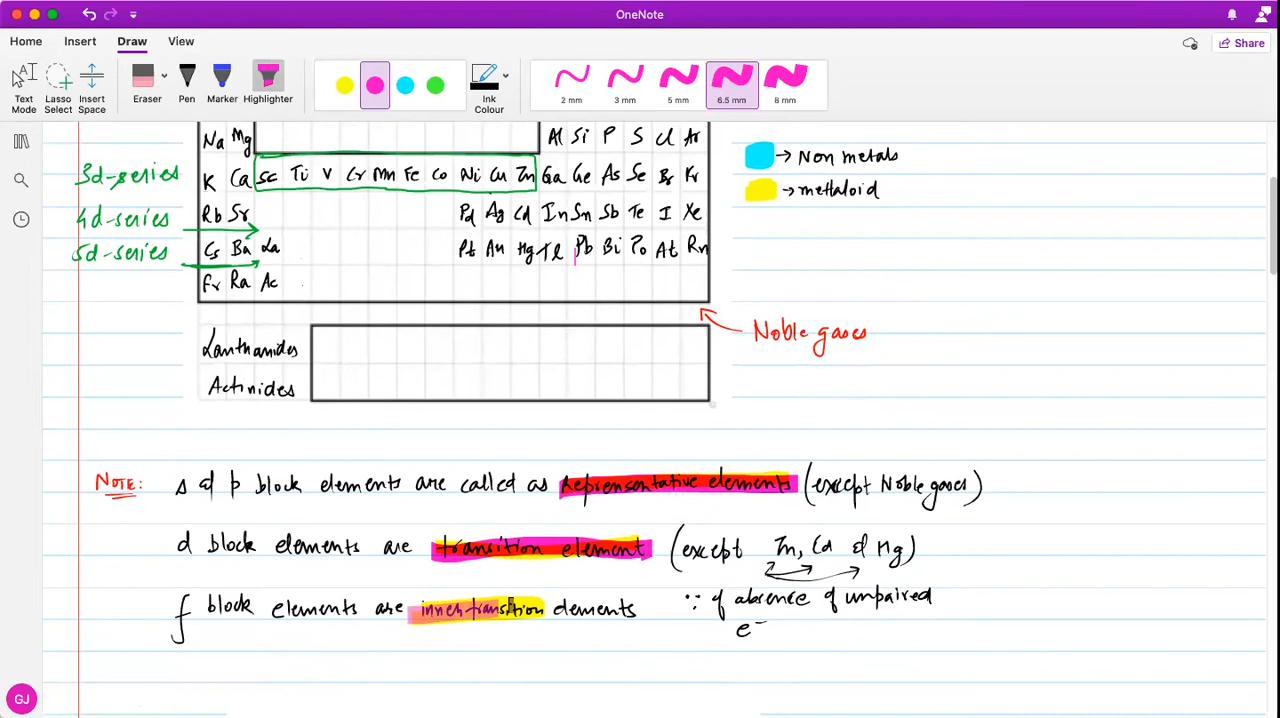 OneNote
Home Insert Draw View
Share
Text Mode
Lasso Select
Insert Space
Eraser
Pen
Marker
Highlighter
Ink Colour
2 mm 3 mm 5 mm 6.5 mm 8 mm
Na Mg Al Si P S Cl Ar
3d-series K Ca Sc Ti V Cr Mn Fe Co Ni Cu Zn Ga Ge As Se Br Kr
4d-series Rb Sr Pd Ag Cd In Sn Sb Te I Xe
5d-series Cs Ba La Pt Au Hg Tl Pb Bi Po At Rn
Fr Ra Ac
→ Non metals
→ metalloid
Noble gases
Lanthanides
Actinides
NOTE: s & p block elements are called as reprensentative elements (except Noble gases)
d block elements are transition element (except Zn, Cd & Hg)
f block elements are inner transition elements ∵ of absence of unpaired
e⁻
GJ